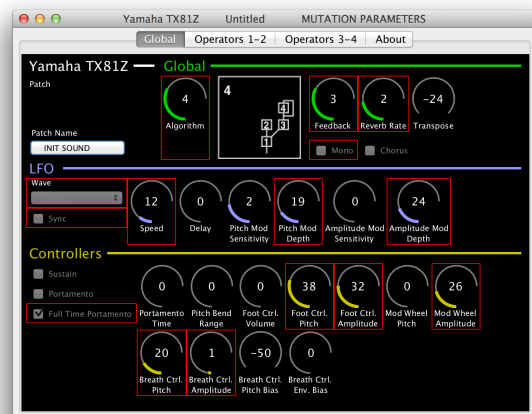 Yamaha TX81Z Untitled MUTATION PARAMETERS
Global Operators 1-2 Operators 3-4 About
Yamaha TX81Z Global
Patch
4
Algorithm
4
4
2 3
1
3
Feedback
2
Reverb Rate
-24
Transpose
Mono Chorus
Patch Name
INIT SOUND
LFO
Wave
Sync
12
Speed
0
Delay
2
Pitch Mod
Sensitivity
19
Pitch Mod
Depth
0
Amplitude Mod
Sensitivity
24
Amplitude Mod
Depth
Controllers
Sustain
Portamento
Full Time Portamento
0
Portamento
Time
0
Pitch Bend
Range
0
Foot Ctrl.
Volume
38
Foot Ctrl.
Pitch
32
Foot Ctrl.
Amplitude
0
Mod Wheel
Pitch
26
Mod Wheel
Amplitude
20
Breath Ctrl.
Pitch
1
Breath Ctrl.
Amplitude
-50
Breath Ctrl.
Pitch Bias
0
Breath Ctrl.
Env. Bias